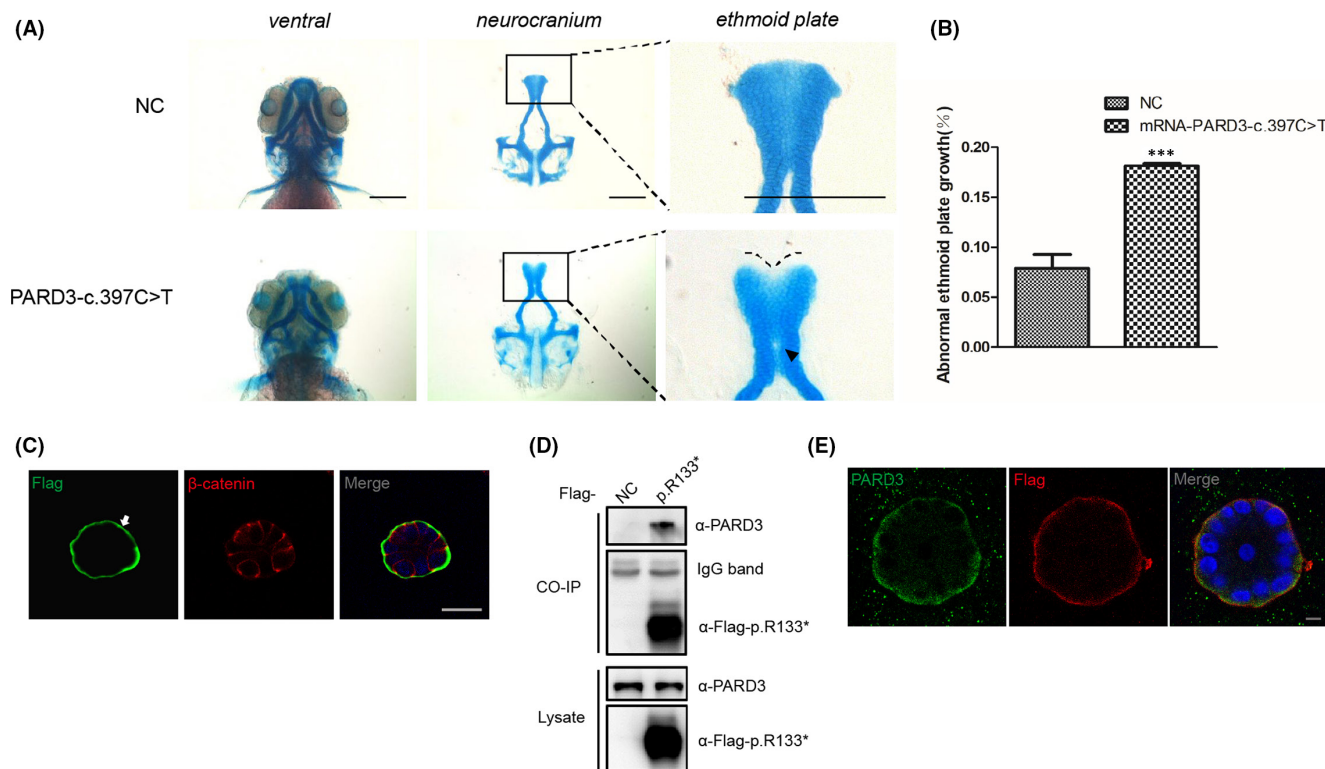 (A)
ventral
neurocranium
ethmoid plate
NC
PARD3-c.397C>T
(B)
NC
mRNA-PARD3-c.397C>T
Abnormal ethmoid plate growth(%)
0.20
0.15
0.10
0.05
0.00
***
(C)
Flag
β-catenin
Merge
(D)
Flag-
NC
p.R133*
CO-IP
α-PARD3
IgG band
α-Flag-p.R133*
Lysate
α-PARD3
α-Flag-p.R133*
(E)
PARD3
Flag
Merge